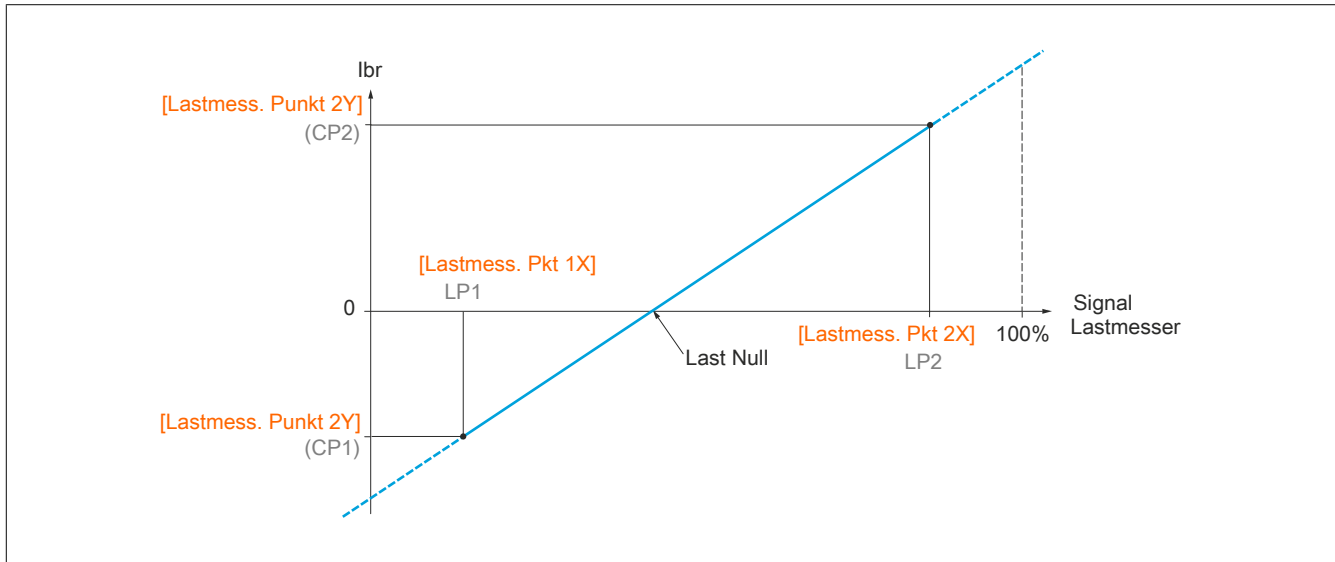 Ibr
[Lastmess. Punkt 2Y]
(CP2)
[Lastmess. Pkt 1X]
LP1
0
Signal
Lastmesser
[Lastmess. Pkt 2X]
100%
LP2
Last Null
[Lastmess. Punkt 2Y]
(CP1)